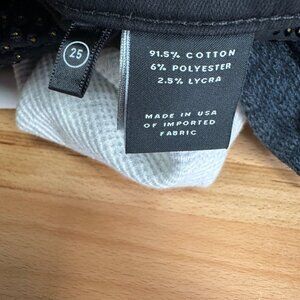 25
91.5% COTTON
6% POLYESTER
2.5% LYCRA
MADE IN USA
OF IMPORTED
FABRIC